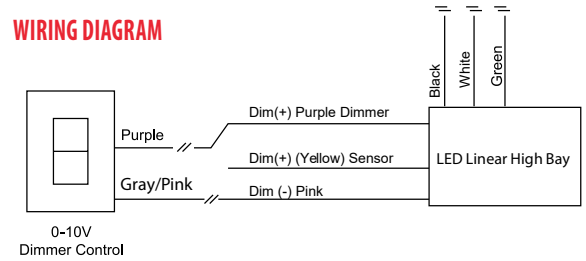 WIRING DIAGRAM
Black
White
Green
Dim(+) Purple Dimmer
Purple
Dim(+) (Yellow) Sensor
LED Linear High Bay
Gray/Pink
Dim (-) Pink
0-10V
Dimmer Control